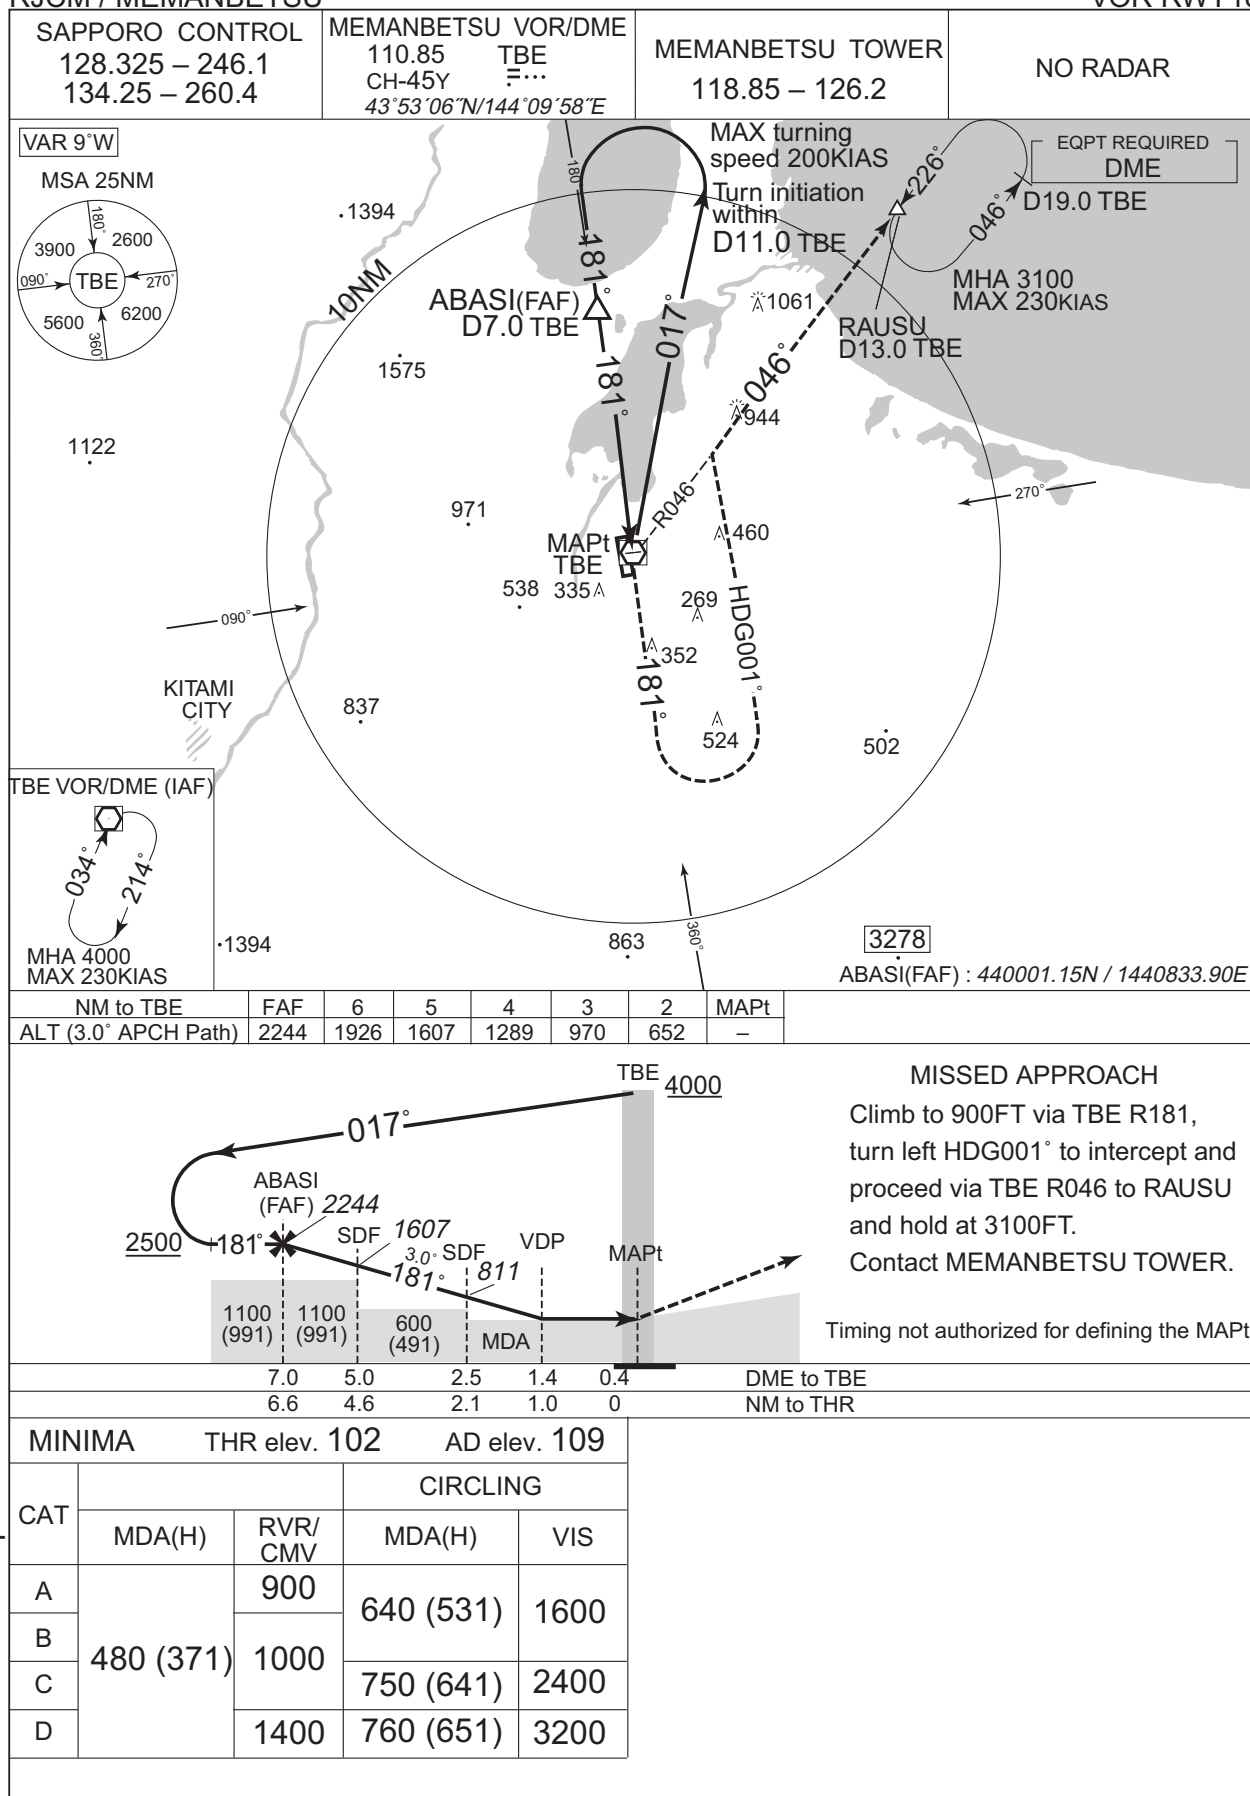 RJCM / MEMANBETSU
VOR RWY 18
SAPPORO CONTROL
128.325 – 246.1
134.25 – 260.4
MEMANBETSU VOR/DME
110.85 TBE
CH-45Y
43°53´06˝N/144°09´58˝E
MEMANBETSU TOWER
118.85 – 126.2
NO RADAR
VAR 9°W
MSA 25NM
180°
3900
2600
090°
TBE
270°
5600
6200
360°
180
MAX turning
speed 200KIAS
Turn initiation
within
D11.0 TBE
EQPT REQUIRED
DME
226°
046°
D19.0 TBE
MHA 3100
MAX 230KIAS
RAUSU
D13.0 TBE
1394
10NM
181°
ABASI(FAF)
D7.0 TBE
017°
1061
1575
181°
046°
944
1122
270°
971
R046
460
MAPt
TBE
335
538
269
HDG001°
352
090°
181°
KITAMI
CITY
837
524
502
TBE VOR/DME (IAF)
034°
214°
MHA 4000
MAX 230KIAS
1394
863
360°
3278
ABASI(FAF) : 440001.15N / 1440833.90E
NM to TBE FAF 6 5 4 3 2 MAPt
ALT (3.0° APCH Path) 2244 1926 1607 1289 970 652 –
TBE
4000
017°
ABASI
(FAF)
2244
2500
181°
SDF
1607
3.0°
181°
SDF
811
VDP
MAPt
1100
(991)
1100
(991)
600
(491)
MDA
MISSED APPROACH
Climb to 900FT via TBE R181,
turn left HDG001° to intercept and
proceed via TBE R046 to RAUSU
and hold at 3100FT.
Contact MEMANBETSU TOWER.
Timing not authorized for defining the MAPt
7.0 5.0 2.5 1.4 0.4 DME to TBE
6.6 4.6 2.1 1.0 0 NM to THR
MINIMA THR elev. 102 AD elev. 109
CIRCLING
CAT
MDA(H)
RVR/
CMV
MDA(H)
VIS
A
900
640 (531)
1600
B
480 (371)
1000
C
750 (641)
2400
D
1400
760 (651)
3200